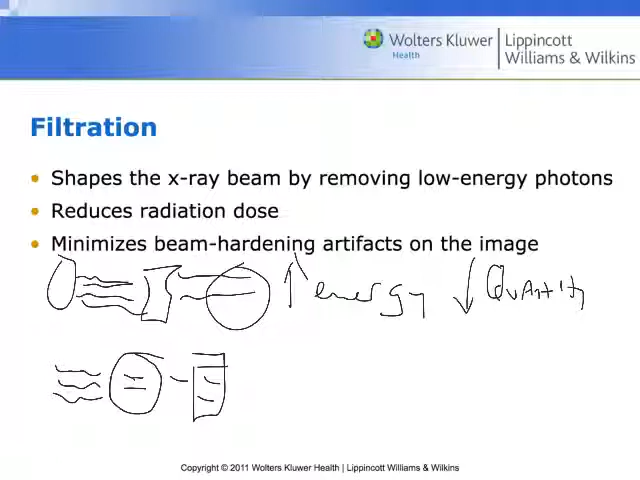 Wolters Kluwer
Health
Lippincott
Williams & Wilkins
Filtration
• Shapes the x-ray beam by removing low-energy photons
• Reduces radiation dose
• Minimizes beam-hardening artifacts on the image
↑ energy ↓ Quantity
Copyright © 2011 Wolters Kluwer Health | Lippincott Williams & Wilkins